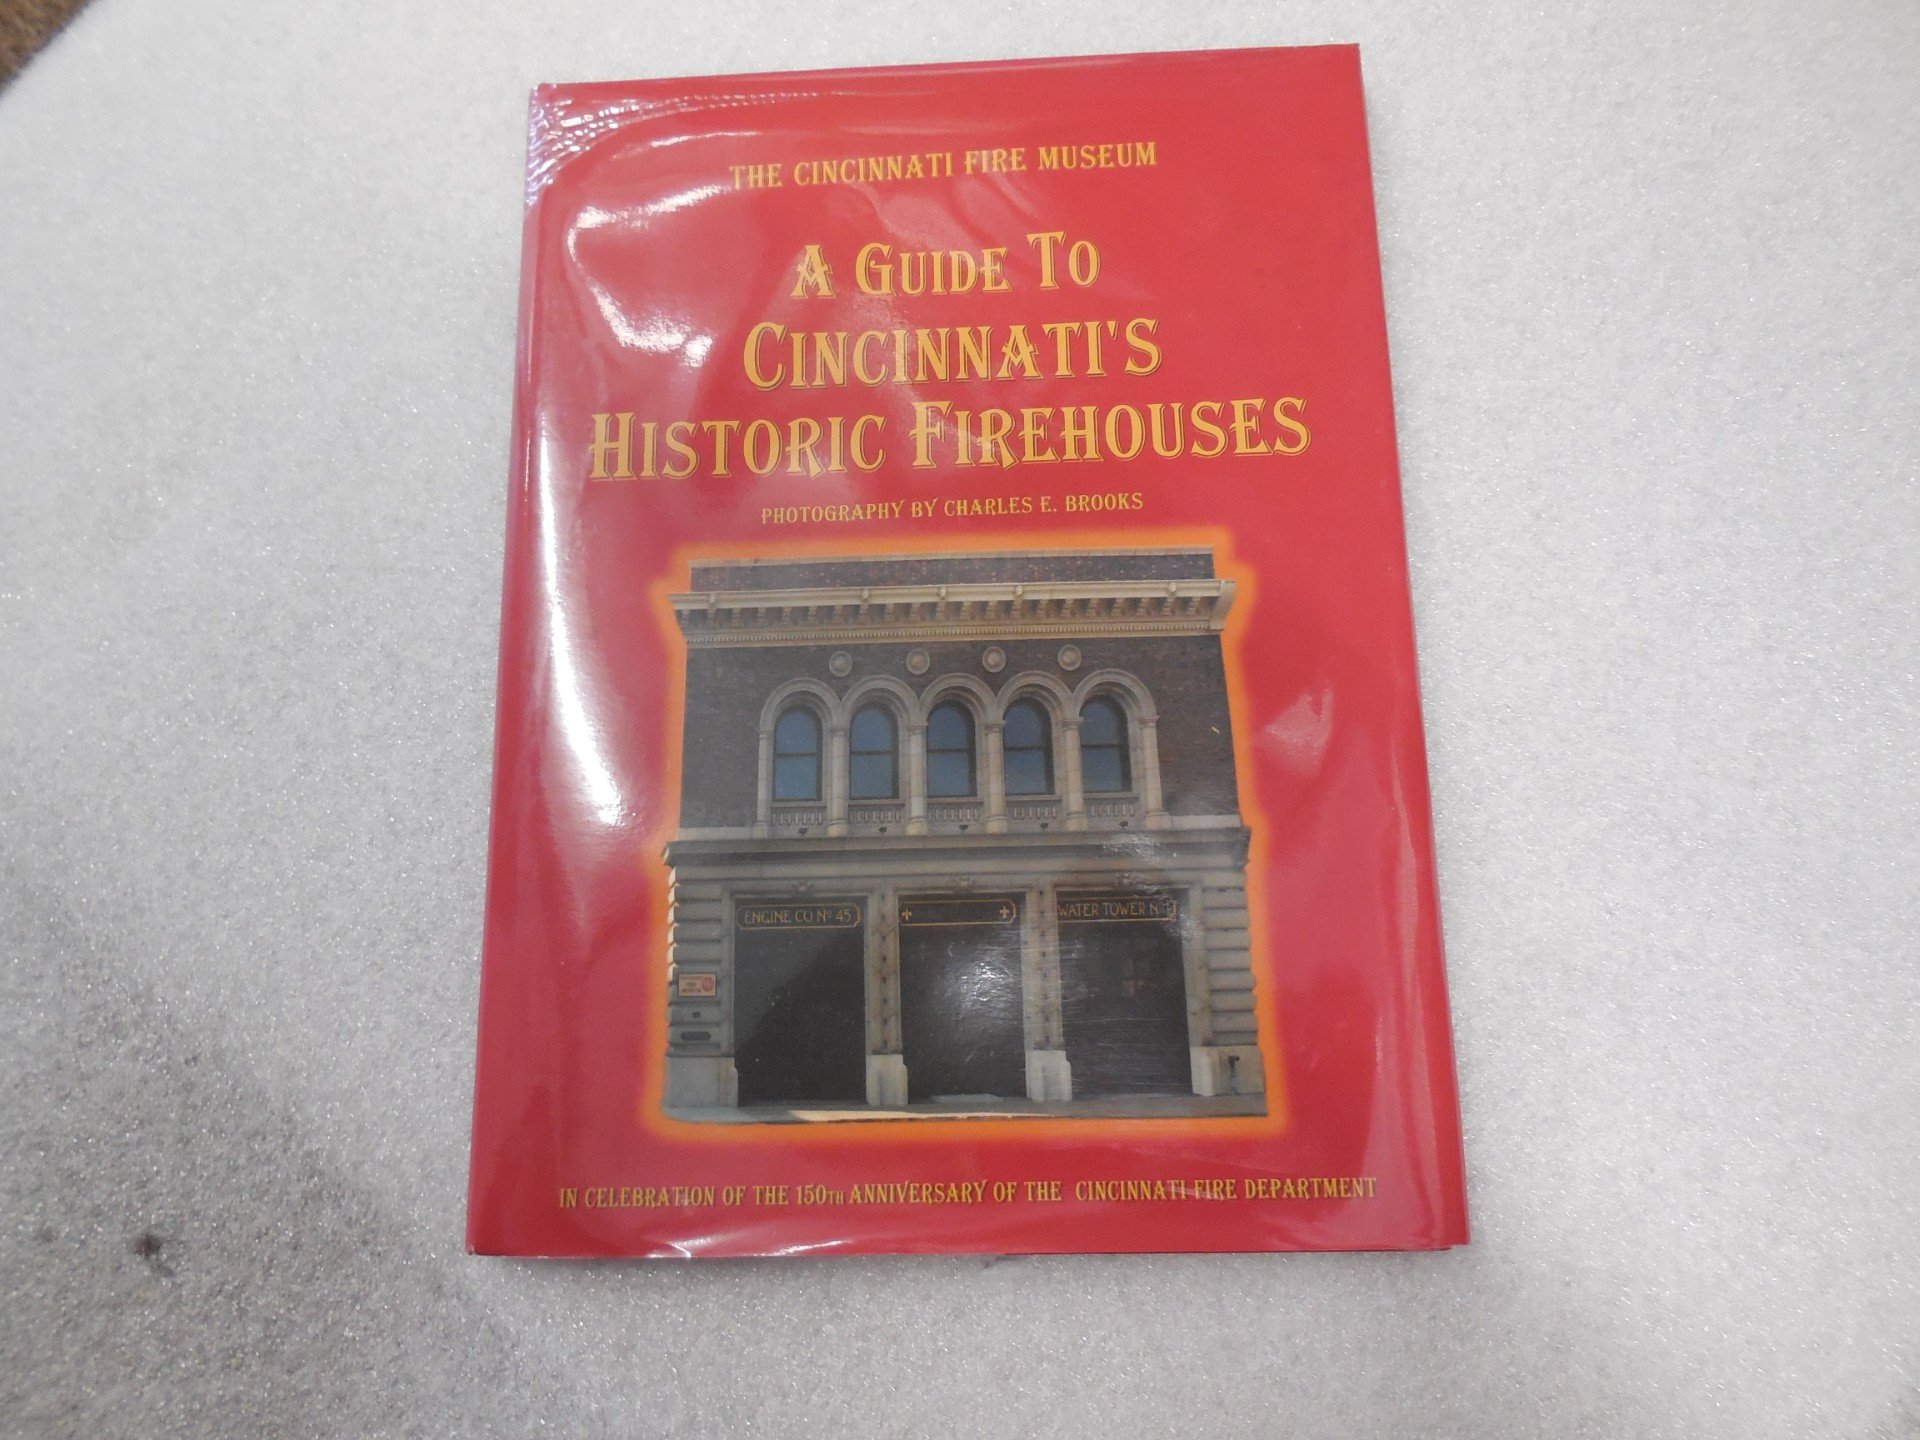 THE CINCINNATI FIRE MUSEUM
A GUIDE TO
CINCINNATI'S
HISTORIC FIREHOUSES
PHOTOGRAPHY BY CHARLES E. BROOKS
ENGINE CO Nº 45
WATER TOWER Nº
IN CELEBRATION OF THE 150TH ANNIVERSARY OF THE CINCINNATI FIRE DEPARTMENT